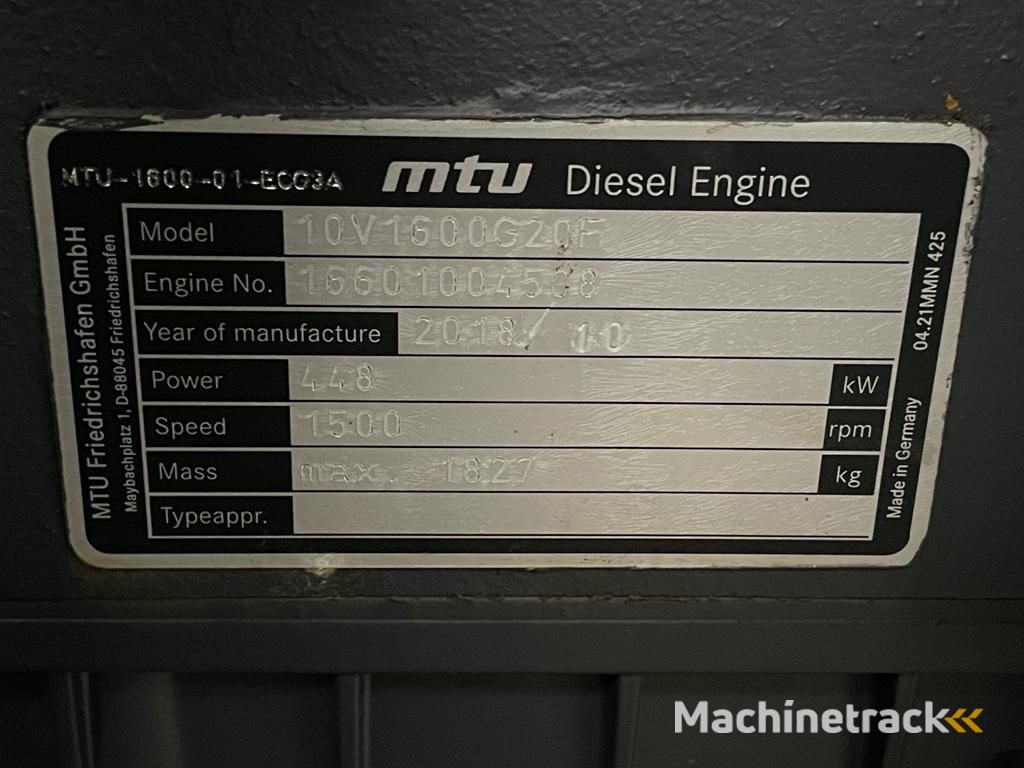 MTU-1600-01-ECG3A mtu Diesel Engine
Model 10V1600G20F
Engine No.
Year of manufacture 2018/ 10
Power 448 kW
Speed 1500 rpm
Mass max. 1827 kg
Typeappr.
MTU Friedrichshafen GmbH
Maybachplatz 1, D-88045 Friedrichshafen
Made in Germany
04.21MMN 425
Machinetrack